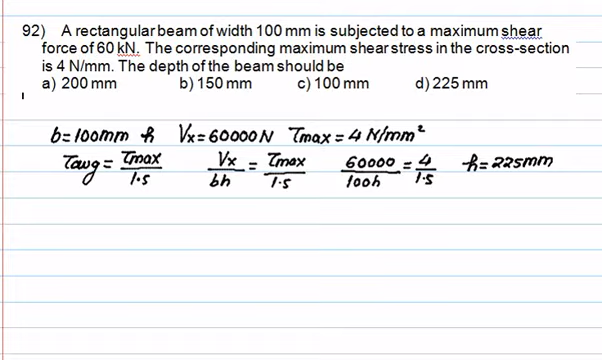 92) A rectangular beam of width 100 mm is subjected to a maximum shear
force of 60 kN. The corresponding maximum shear stress in the cross-section
is 4 N/mm. The depth of the beam should be
a) 200 mm b) 150 mm c) 100 mm d) 225 mm
b=100mm h Vx=60000N τmax=4 N/mm²
τavg = τmax/1.5 Vx/bh = τmax/1.5 60000/100h = 4/1.5 h=225mm